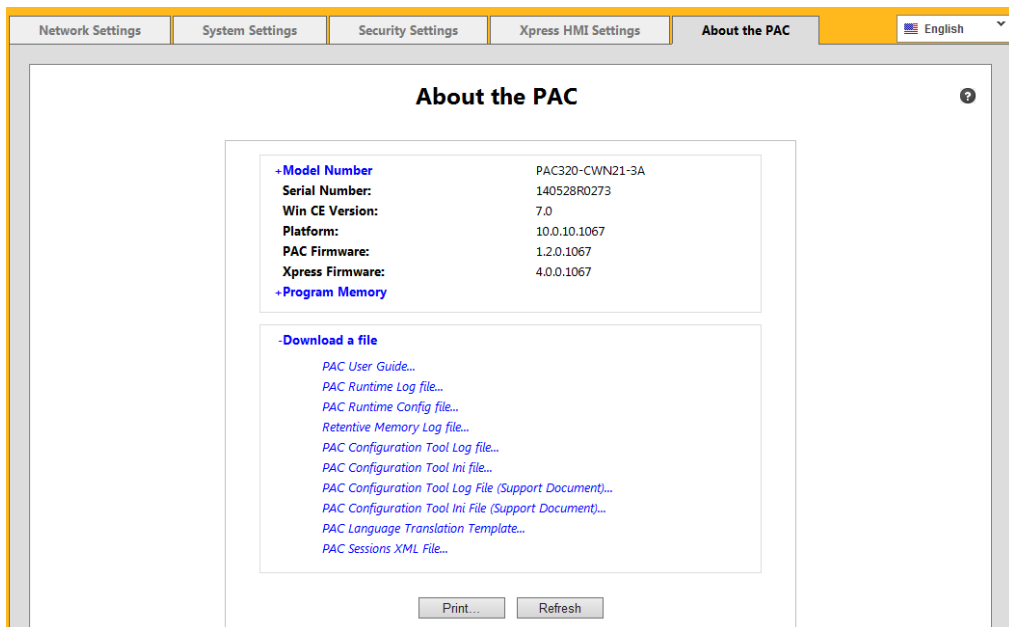 Network Settings System Settings Security Settings Xpress HMI Settings About the PAC English
About the PAC
?
+Model Number PAC320-CWN21-3A
Serial Number: 140528R0273
Win CE Version: 7.0
Platform: 10.0.10.1067
PAC Firmware: 1.2.0.1067
Xpress Firmware: 4.0.0.1067
+Program Memory
-Download a file
PAC User Guide...
PAC Runtime Log file...
PAC Runtime Config file...
Retentive Memory Log file...
PAC Configuration Tool Log file...
PAC Configuration Tool Ini file...
PAC Configuration Tool Log File (Support Document)...
PAC Configuration Tool Ini File (Support Document)...
PAC Language Translation Template...
PAC Sessions XML File...
Print... Refresh